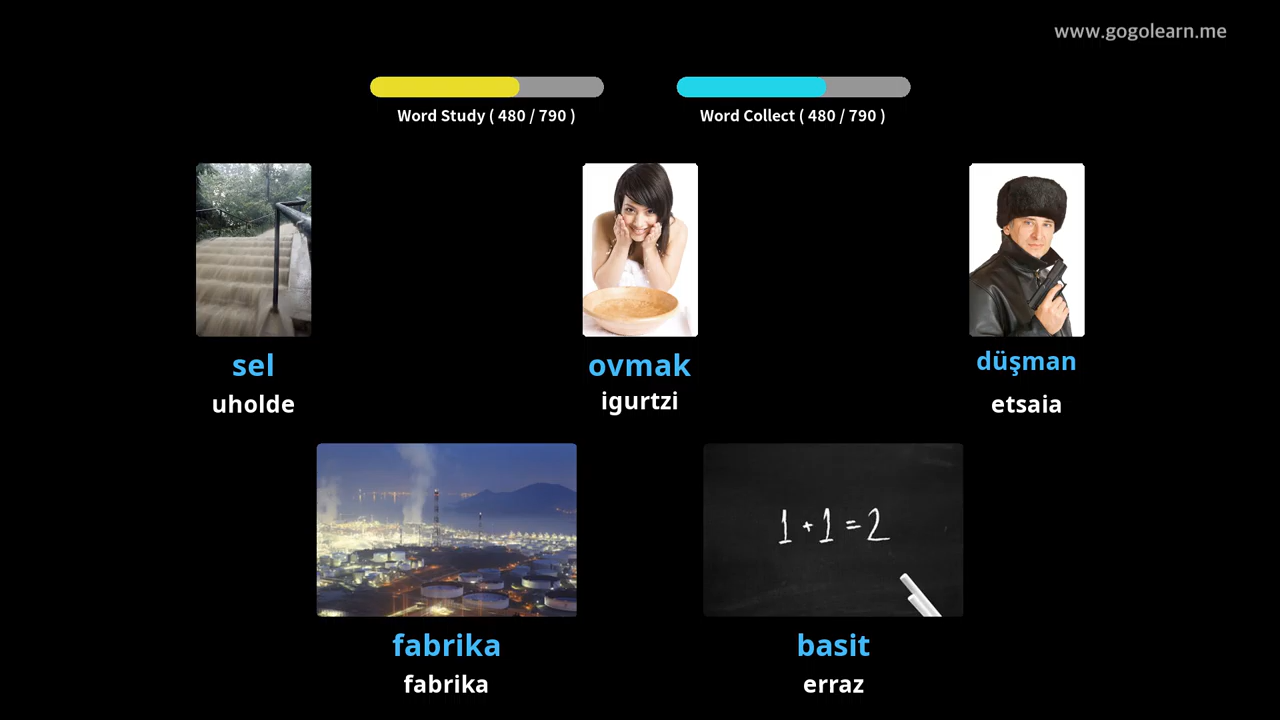 www.gogolearn.me
Word Study ( 480 / 790 )
Word Collect ( 480 / 790 )
sel
uholde
ovmak
igurtzi
düşman
etsaia
fabrika
fabrika
1 + 1 = 2
basit
erraz